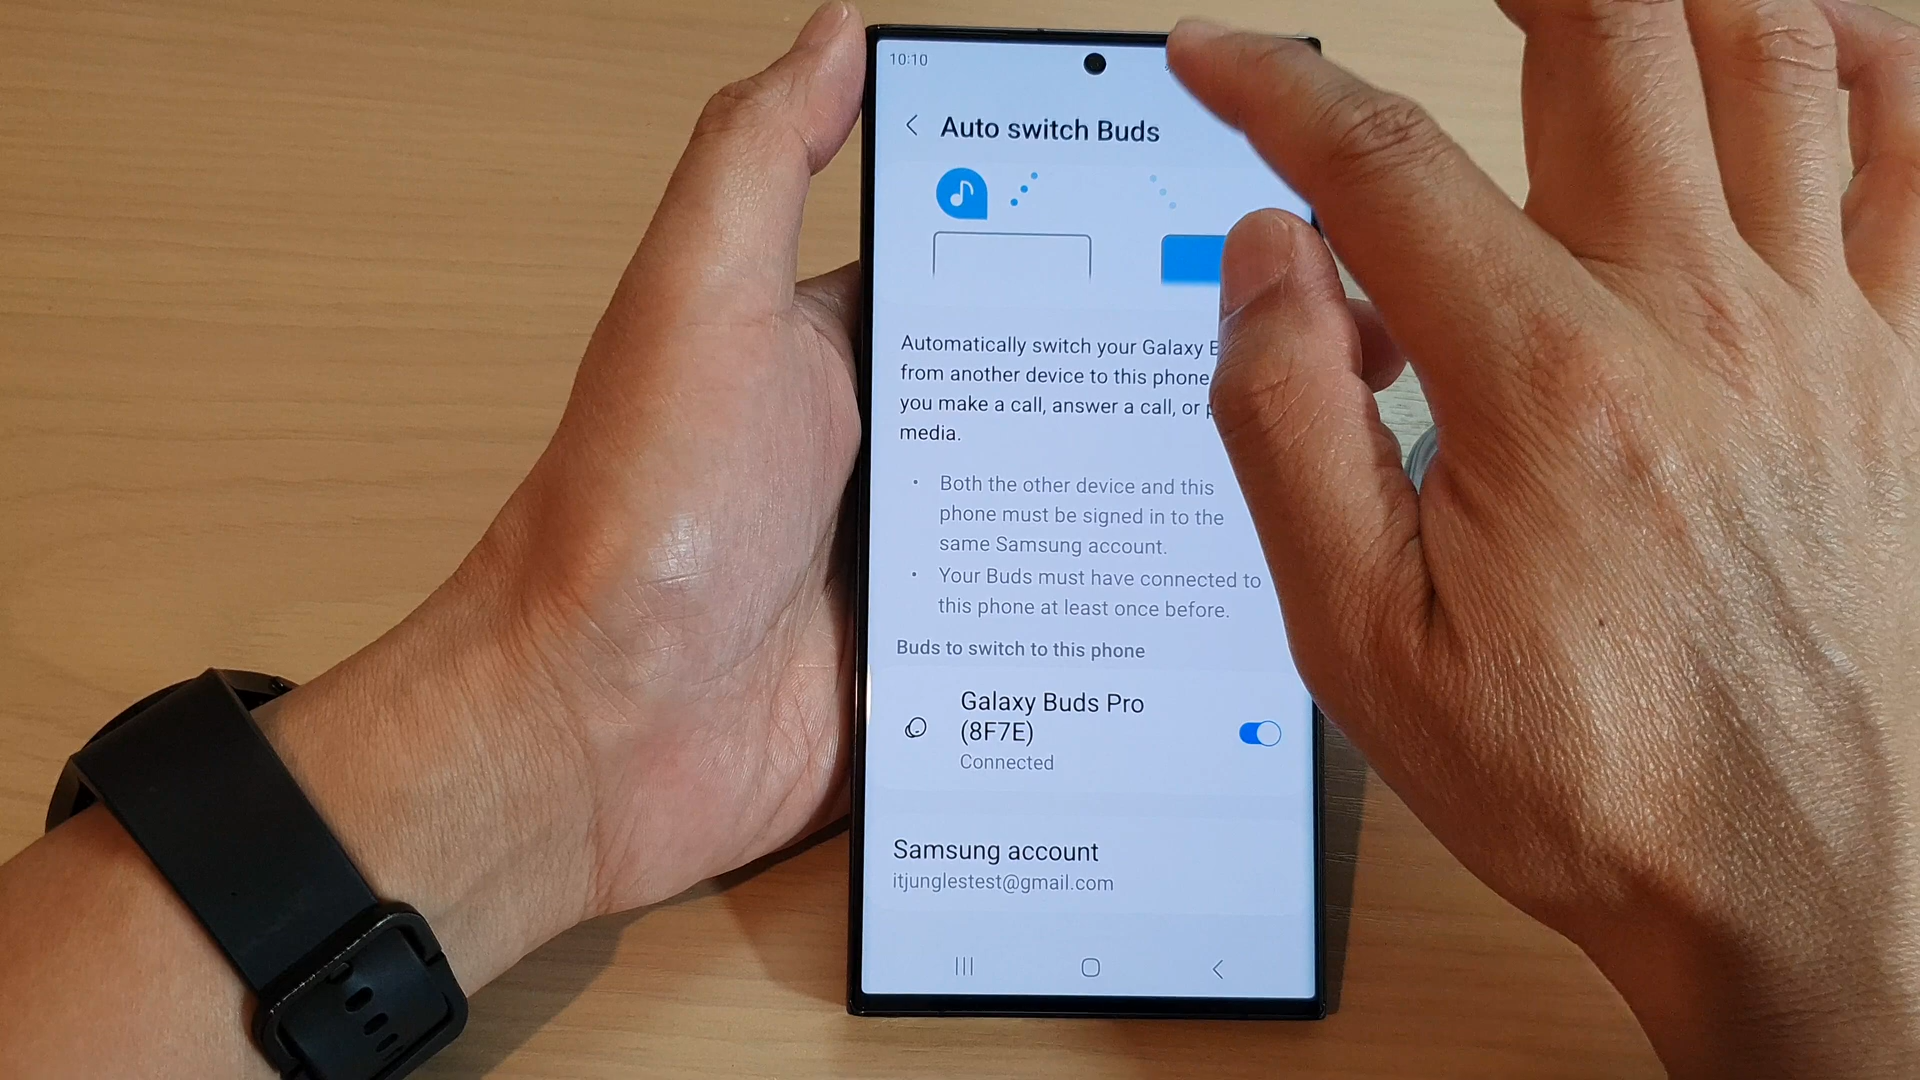 10:10
Auto switch Buds
Automatically switch your Galaxy
from another device to this phone
you make a call, answer a call, or
media.
• Both the other device and this
phone must be signed in to the
same Samsung account.
• Your Buds must have connected to
this phone at least once before.
Buds to switch to this phone
Galaxy Buds Pro
(8F7E)
Connected
Samsung account
itjunglestest@gmail.com